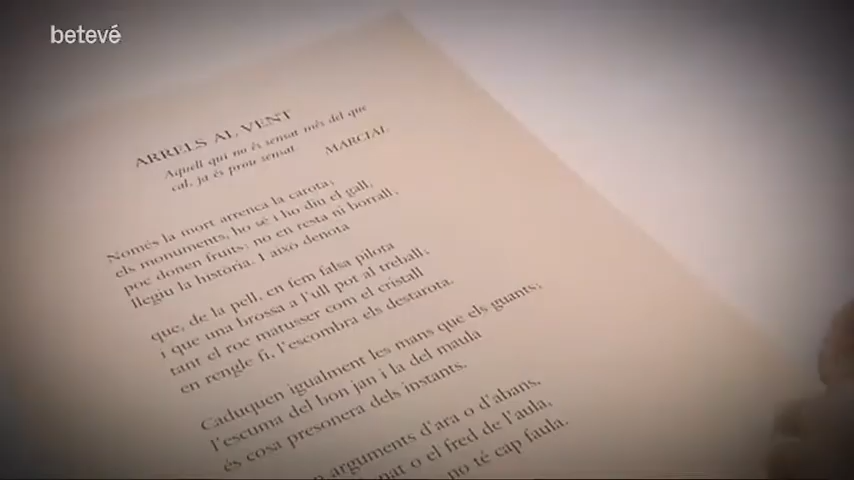 betevé
ARRELS AL VENT
Aquell qui no és sensat més del que
cal, ja és prou sensat.
MARCIAL
Només la mort arrenca la carota;
els monuments, ho sé i ho diu el gall,
poc donen fruits; no en resta ni borrall,
llegiu la història. I això denota
que, de la pell, en fem falsa pilota
i que una brossa a l'ull pot al treball,
tant el roc matusser com el cristall
en rengle fi, l'escombra els destarota.
Caduquen igualment les mans que els guants;
l'escuma del bon jan i la del maula
és cosa presonera dels instants.
arguments d'ara o d'abans,
o el fred de l'aula,
no té cap faula.